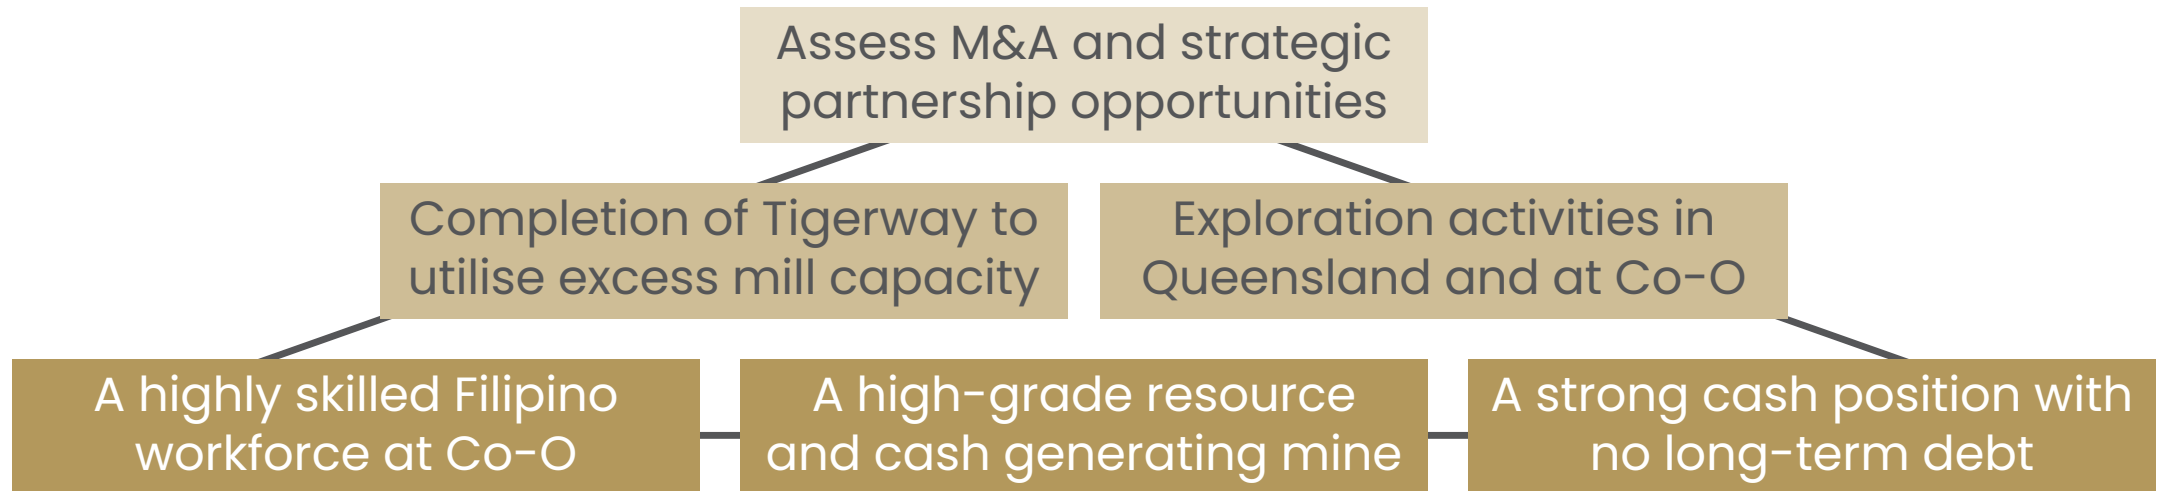 Assess M&A and strategic
partnership opportunities
Completion of Tigerway to
utilise excess mill capacity
Exploration activities in
Queensland and at Co-O
A highly skilled Filipino
workforce at Co-O
A high-grade resource
and cash generating mine
A strong cash position with
no long-term debt